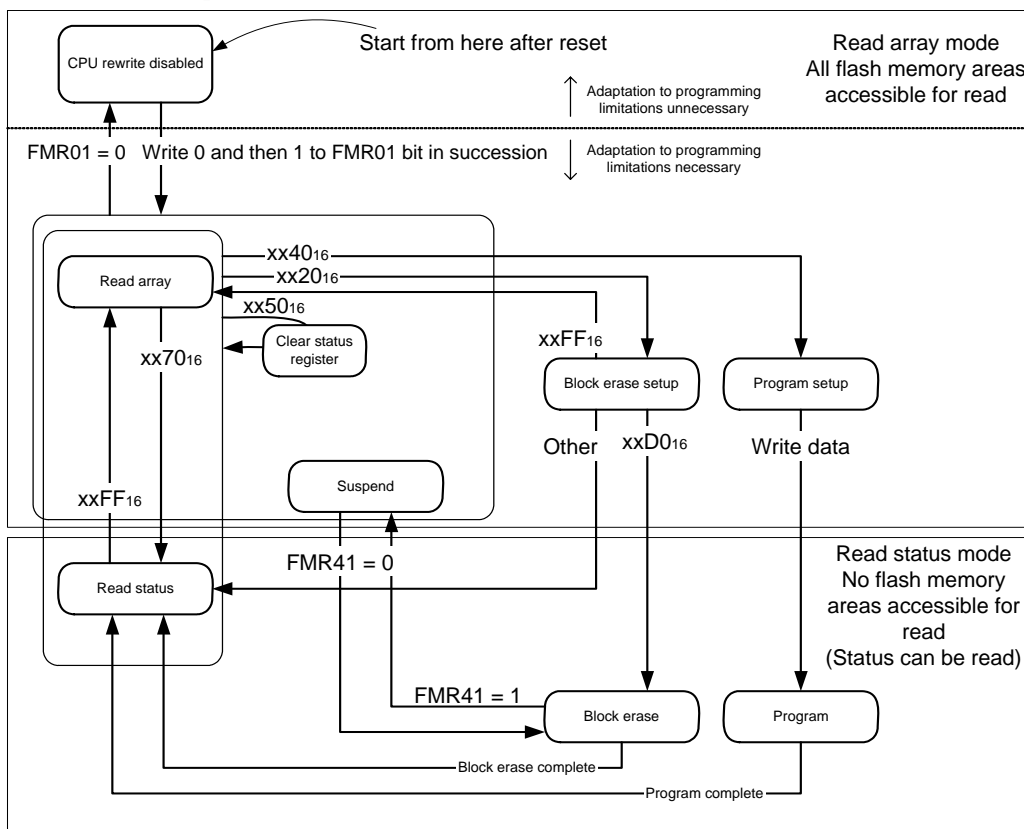 Start from here after reset
Read array mode
All flash memory areas
accessible for read
CPU rewrite disabled
Adaptation to programming
limitations unnecessary
FMR01 = 0
Write 0 and then 1 to FMR01 bit in succession
Adaptation to programming
limitations necessary
xx4016
xx2016
Read array
xx5016
Clear status
register
xxFF16
xx7016
Block erase setup
Program setup
Other
xxD016
Write data
Suspend
xxFF16
FMR41 = 0
Read status
Read status mode
No flash memory
areas accessible for
read
(Status can be read)
FMR41 = 1
Block erase
Program
Block erase complete
Program complete